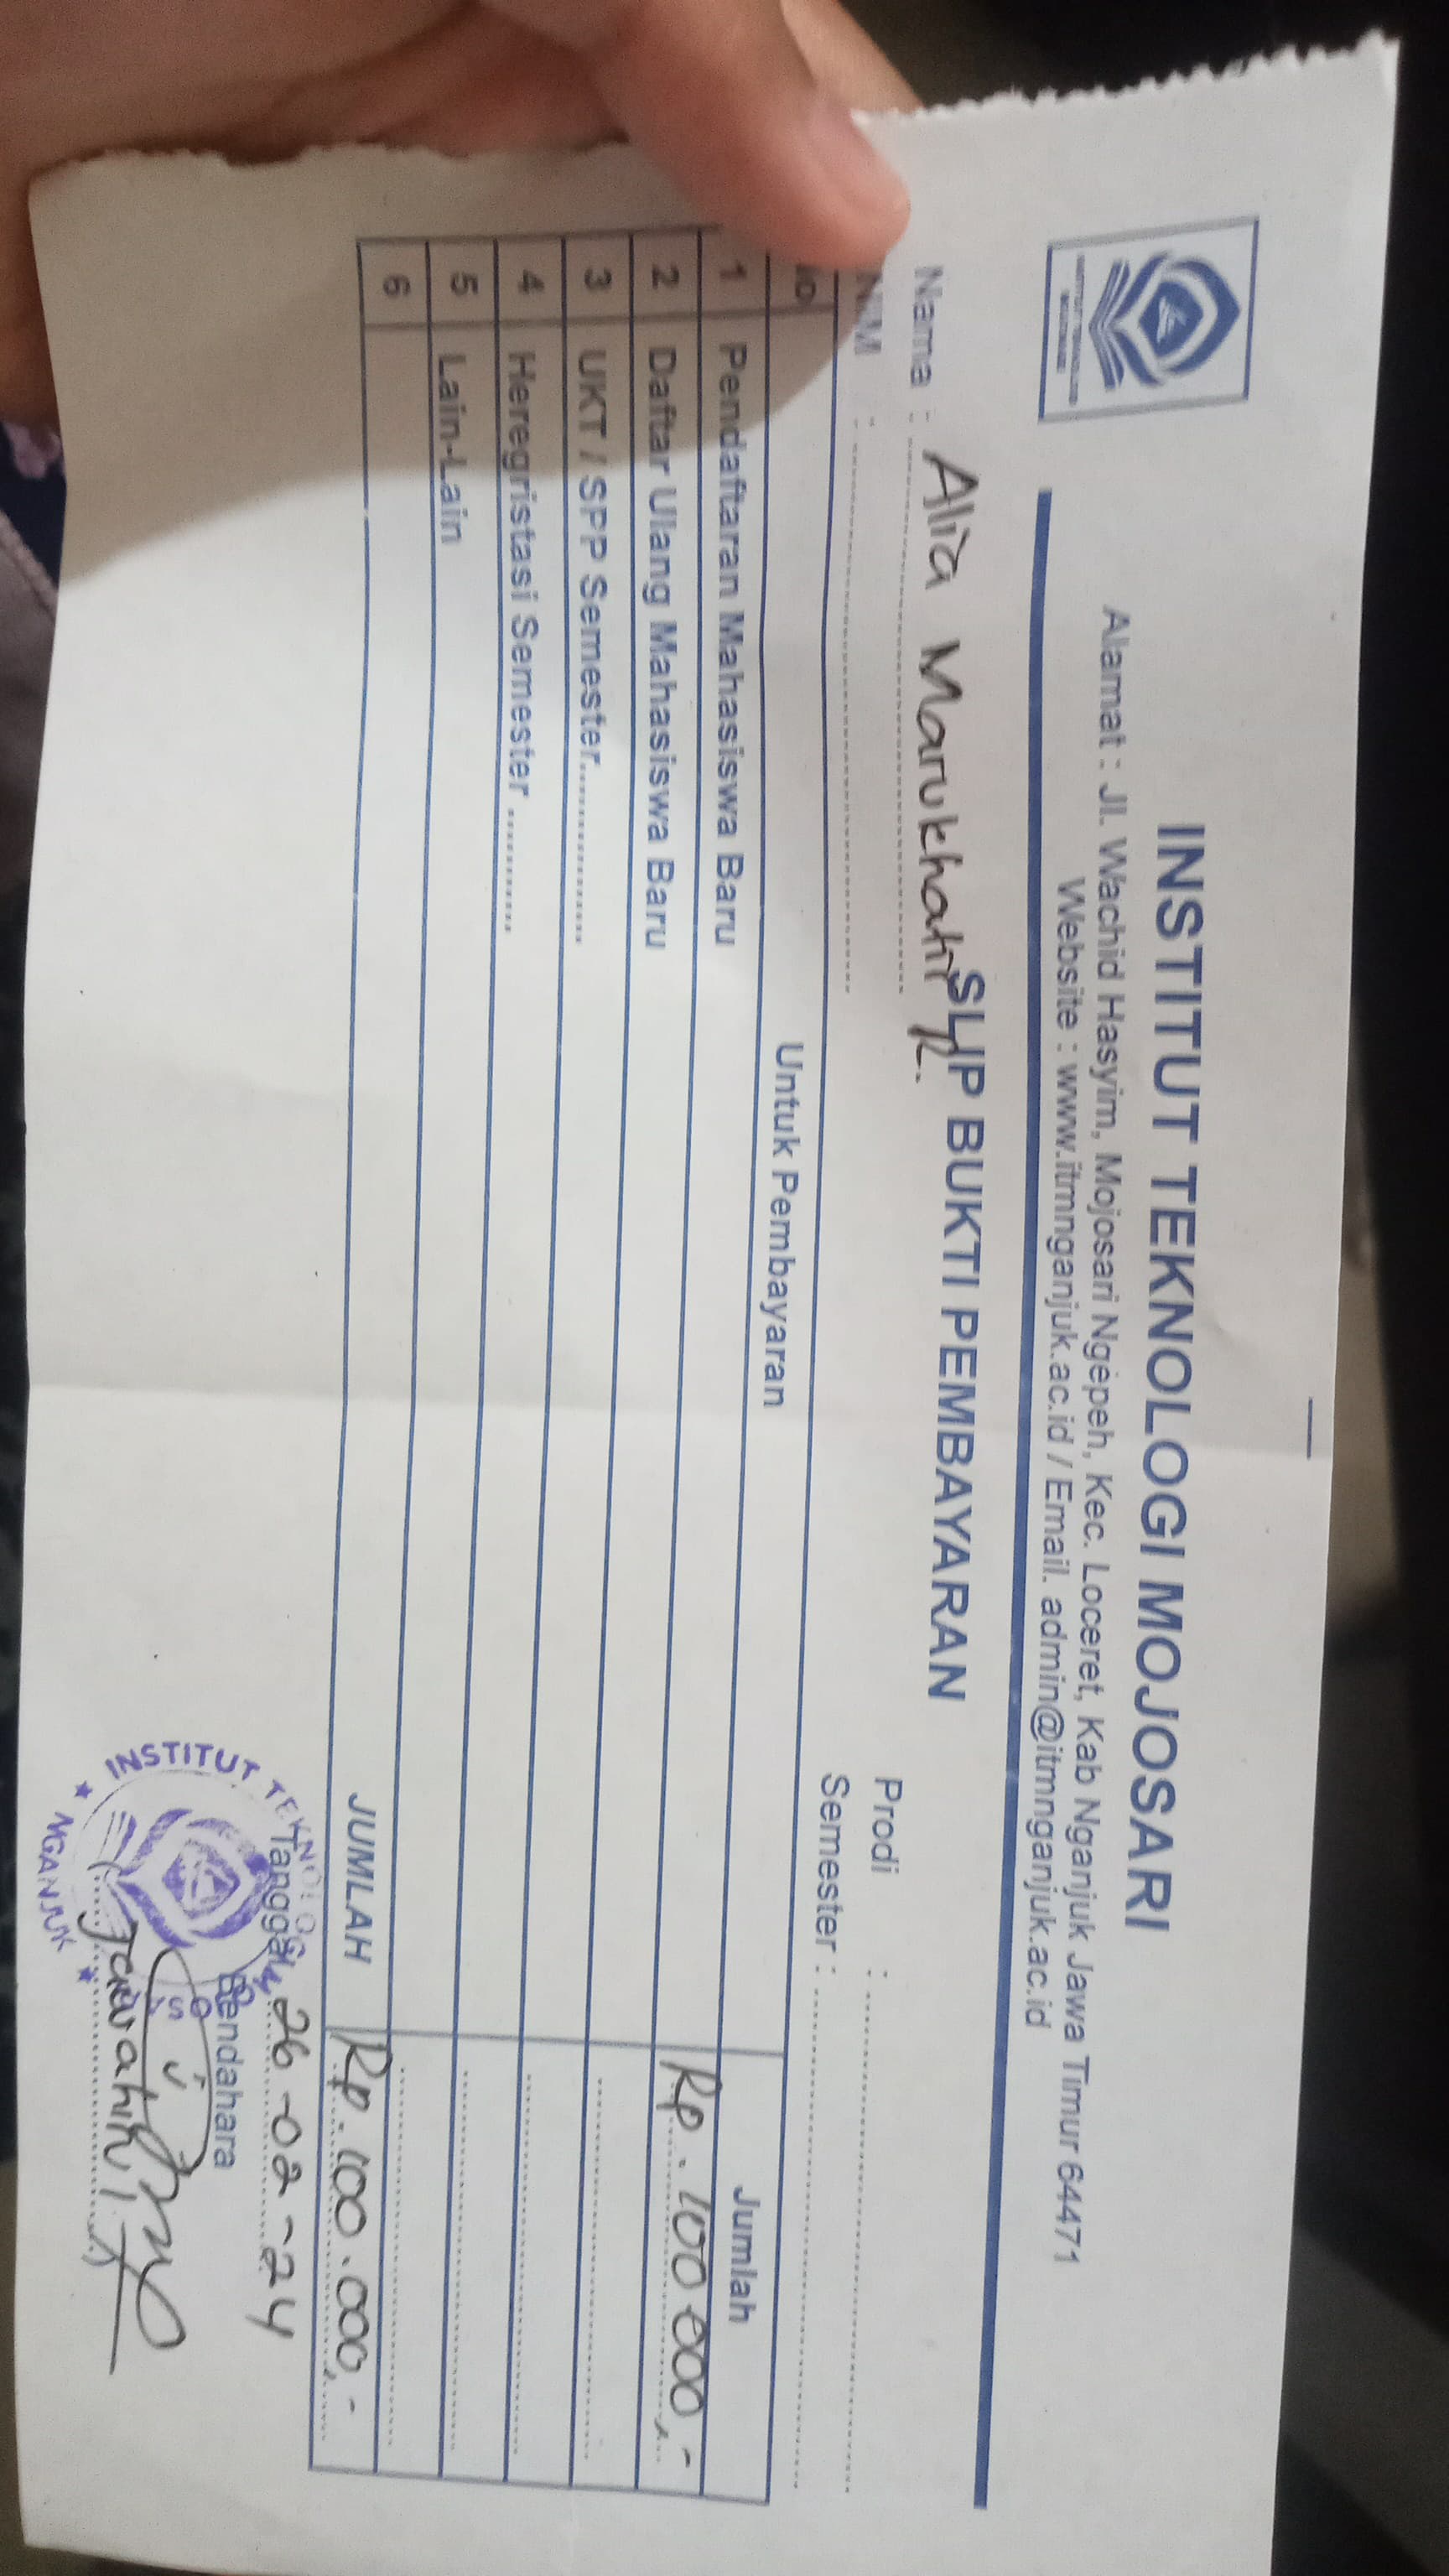 INSTITUT TEKNOLOGI MOJOSARI
Alamat : Jl. Wachid Hasyim, Mojosari Ngepeh, Kec. Loceret, Kab Nganjuk Jawa Timur 64471
Website : www.itmnganjuk.ac.id / Email. admin@itmnganjuk.ac.id
SLIP BUKTI PEMBAYARAN
Nama : Alia Marukhatir R.
Prodi :
NIM :
Semester :
No Untuk Pembayaran Jumlah
1 Pendaftaran Mahasiswa Baru Rp. 100 000,-
2 Daftar Ulang Mahasiswa Baru
3 UKT / SPP Semester..............
4 Heregristasi Semester ............
5 Lain-Lain
6
JUMLAH Rp. 100.000,-
Tanggal, 26-02-24
Bendahara
INSTITUT TEKNOLOGI
NGANJUK